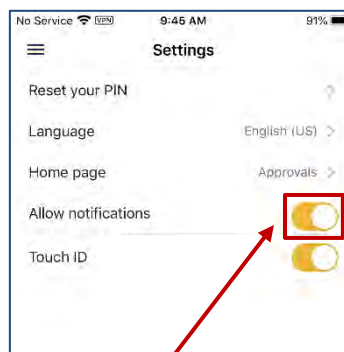 No Service VPN 9:45 AM 91%
Settings
Reset your PIN
Language English (US)
Home page Approvals
Allow notifications
Touch ID